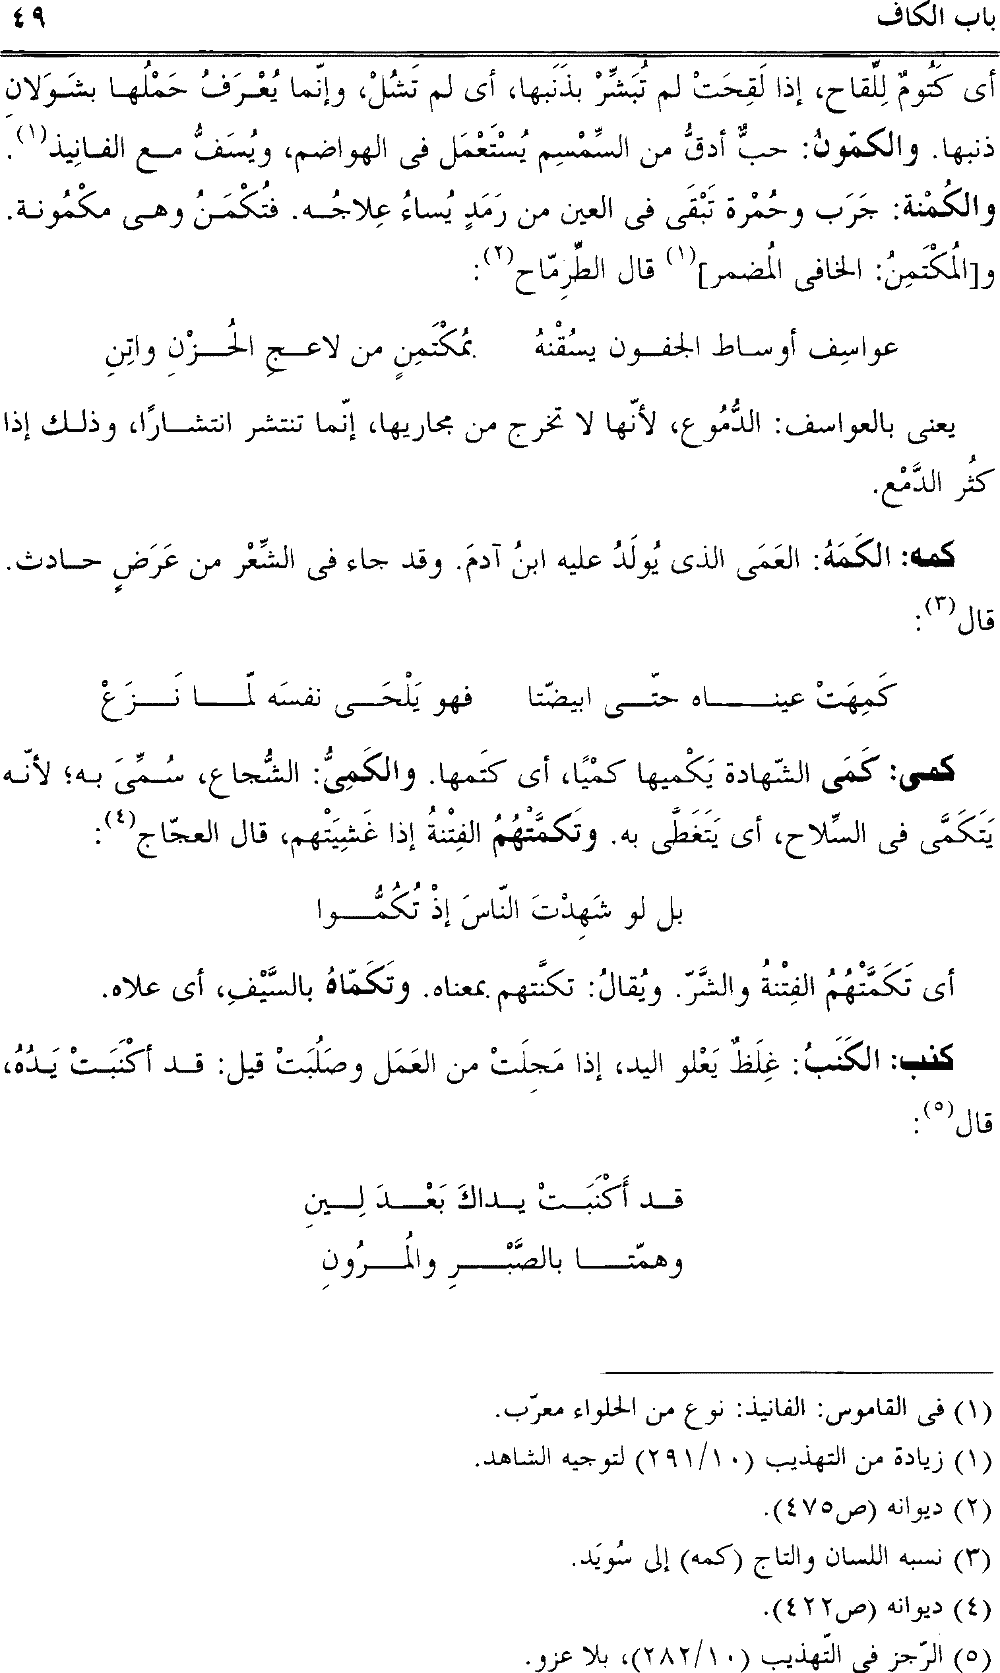 باب الكاف ٤٩
أى كَتُومٌ لِلِّقاح، إذا لَقِحَتْ لم تُبَشِّرْ بذَنَبها، أى لم تَشُلْ، وإنّما يُعْرَفُ حَمْلُها بشَوَلانِ
ذنبها. والكمّونُ: حبٌّ أدقُّ من السِّمْسِم يُسْتَعْمَل فى الهواضم، ويُسَفُّ مع الفانِيذ(١).
والكُمْنة: جَرَب وحُمْرة تَبْقَى فى العين من رَمَدٍ يُساءُ عِلاجُه. فتُكْمَنُ وهى مكْمُونة.
و[المُكْتَمِنُ: الخافى المُضمر](١) قال الطِّرِمّاح(٢):
عواسِف أوساط الجفون يسُقْنهُ بمُكْتَمِنٍ من لاعجِ الحُزْنِ واتِنِ
يعنى بالعواسف: الدُّمُوع، لأنّها لا تخرج من مجاريها، إنّما تنتشر انتشارًا، وذلك إذا
كثُر الدَّمْع.
كمه: الكَمَهُ: العَمَى الذى يُولَدُ عليه ابنُ آدمَ. وقد جاء فى الشِّعْر من عَرَضٍ حادث.
قال(٣):
كَمِهَتْ عيناه حتّى ابيضّتا فهو يَلْحَى نفسَه لمّا نَزَعْ
كمى: كَمَى الشّهادة يَكْميها كمْيًا، أى كتَمها. والكَمِىُّ: الشُّجاع، سُمِّىَ به؛ لأنّه
يَتَكَمَّى فى السِّلاح، أى يَتَغَطَّى به. وتَكمَّتْهُمُ الفِتْنةُ إذا غَشِيَتْهم، قال العجّاج(٤):
بل لو شَهِدْتَ النّاسَ إذْ تُكُمُّوا
أى تَكَمَّتْهُمُ الفِتْنةُ والشَّرّ. ويُقالُ: تكنَّتهم بمعناه. وتَكَمّاهُ بالسَّيْفِ، أى علاه.
كنب: الكَنَبُ: غِلَظٌ يَعْلو اليد، إذا مَجِلَتْ من العَمَل وصَلُبَتْ قيل: قد أكْنَبَتْ يَدُهُ،
قال(٥):
قد أَكْنَبَتْ يداكَ بَعْدَ لِينِ
وهمّتا بالصَّبْرِ والمُرُونِ
(١) فى القاموس: الفانيذ: نوع من الحلواء معرّب.
(١) زيادة من التهذيب (٢٩١/١٠) لتوجيه الشاهد.
(٢) ديوانه (ص٤٧٥).
(٣) نسبه اللسان والتاج (كمه) إلى سُويَد.
(٤) ديوانه (ص٤٢٢).
(٥) الرّجز فى التّهذيب (٢٨٢/١٠)، بلا عزو.